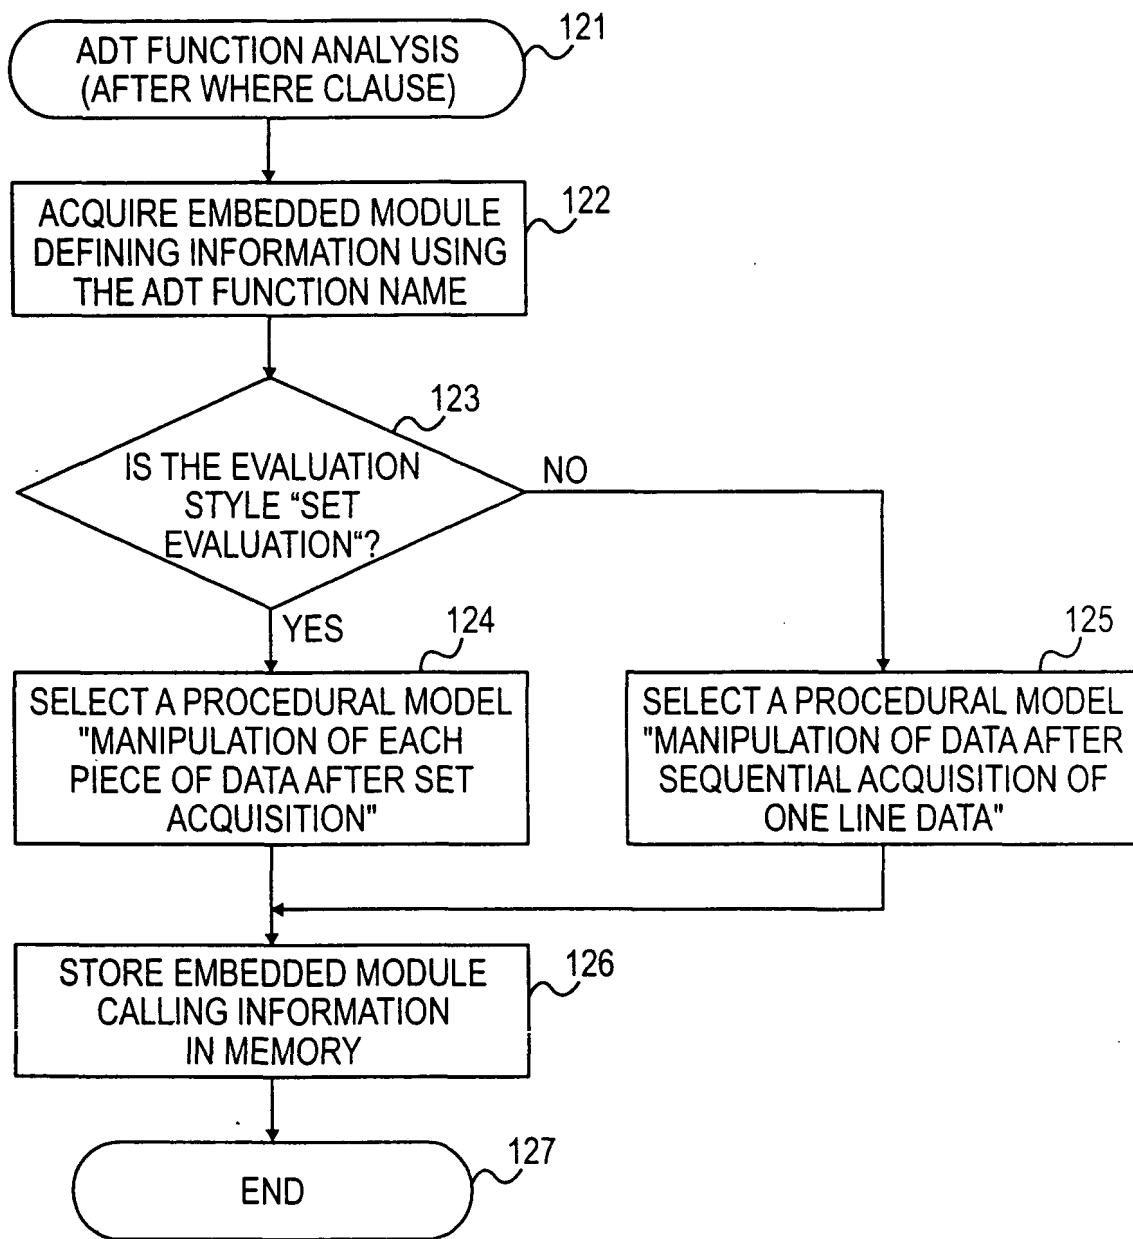 ADT FUNCTION ANALYSIS
(AFTER WHERE CLAUSE)
121
ACQUIRE EMBEDDED MODULE
DEFINING INFORMATION USING
THE ADT FUNCTION NAME
122
123
IS THE EVALUATION
STYLE “SET
EVALUATION“?
NO
YES
124
SELECT A PROCEDURAL MODEL
"MANIPULATION OF EACH
PIECE OF DATA AFTER SET
ACQUISITION"
125
SELECT A PROCEDURAL MODEL
"MANIPULATION OF DATA AFTER
SEQUENTIAL ACQUISITION OF
ONE LINE DATA"
STORE EMBEDDED MODULE
CALLING INFORMATION
IN MEMORY
126
END
127